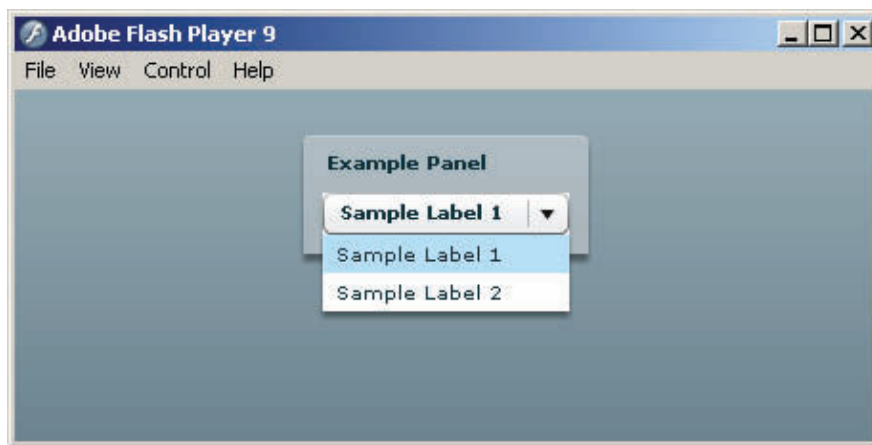 Adobe Flash Player 9
File View Control Help
Example Panel
Sample Label 1
Sample Label 1
Sample Label 2